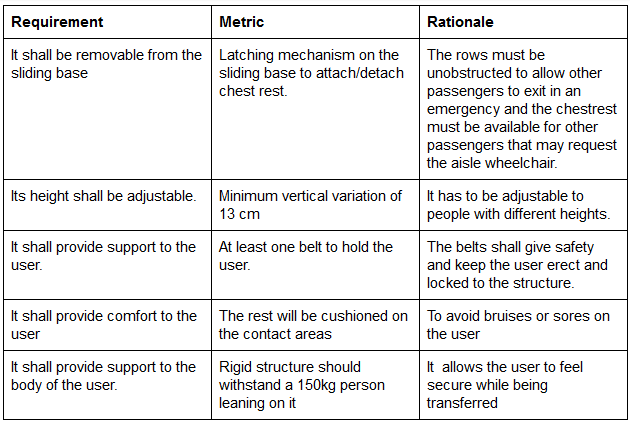 Requirement
Metric
Rationale
It shall be removable from the
sliding base
Latching mechanism on the
sliding base to attach/detach
chest rest.
The rows must be
unobstructed to allow other
passengers to exit in an
emergency and the chestrest
must be available for other
passengers that may request
the aisle wheelchair.
Its height shall be adjustable.
Minimum vertical variation of
13 cm
It has to be adjustable to
people with different heights.
It shall provide support to the
user.
At least one belt to hold the
user.
The belts shall give safety
and keep the user erect and
locked to the structure.
It shall provide comfort to the
user
The rest will be cushioned on
the contact areas
To avoid bruises or sores on
the user
It shall provide support to the
body of the user.
Rigid structure should
withstand a 150kg person
leaning on it
It  allows the user to feel
secure while being
transferred